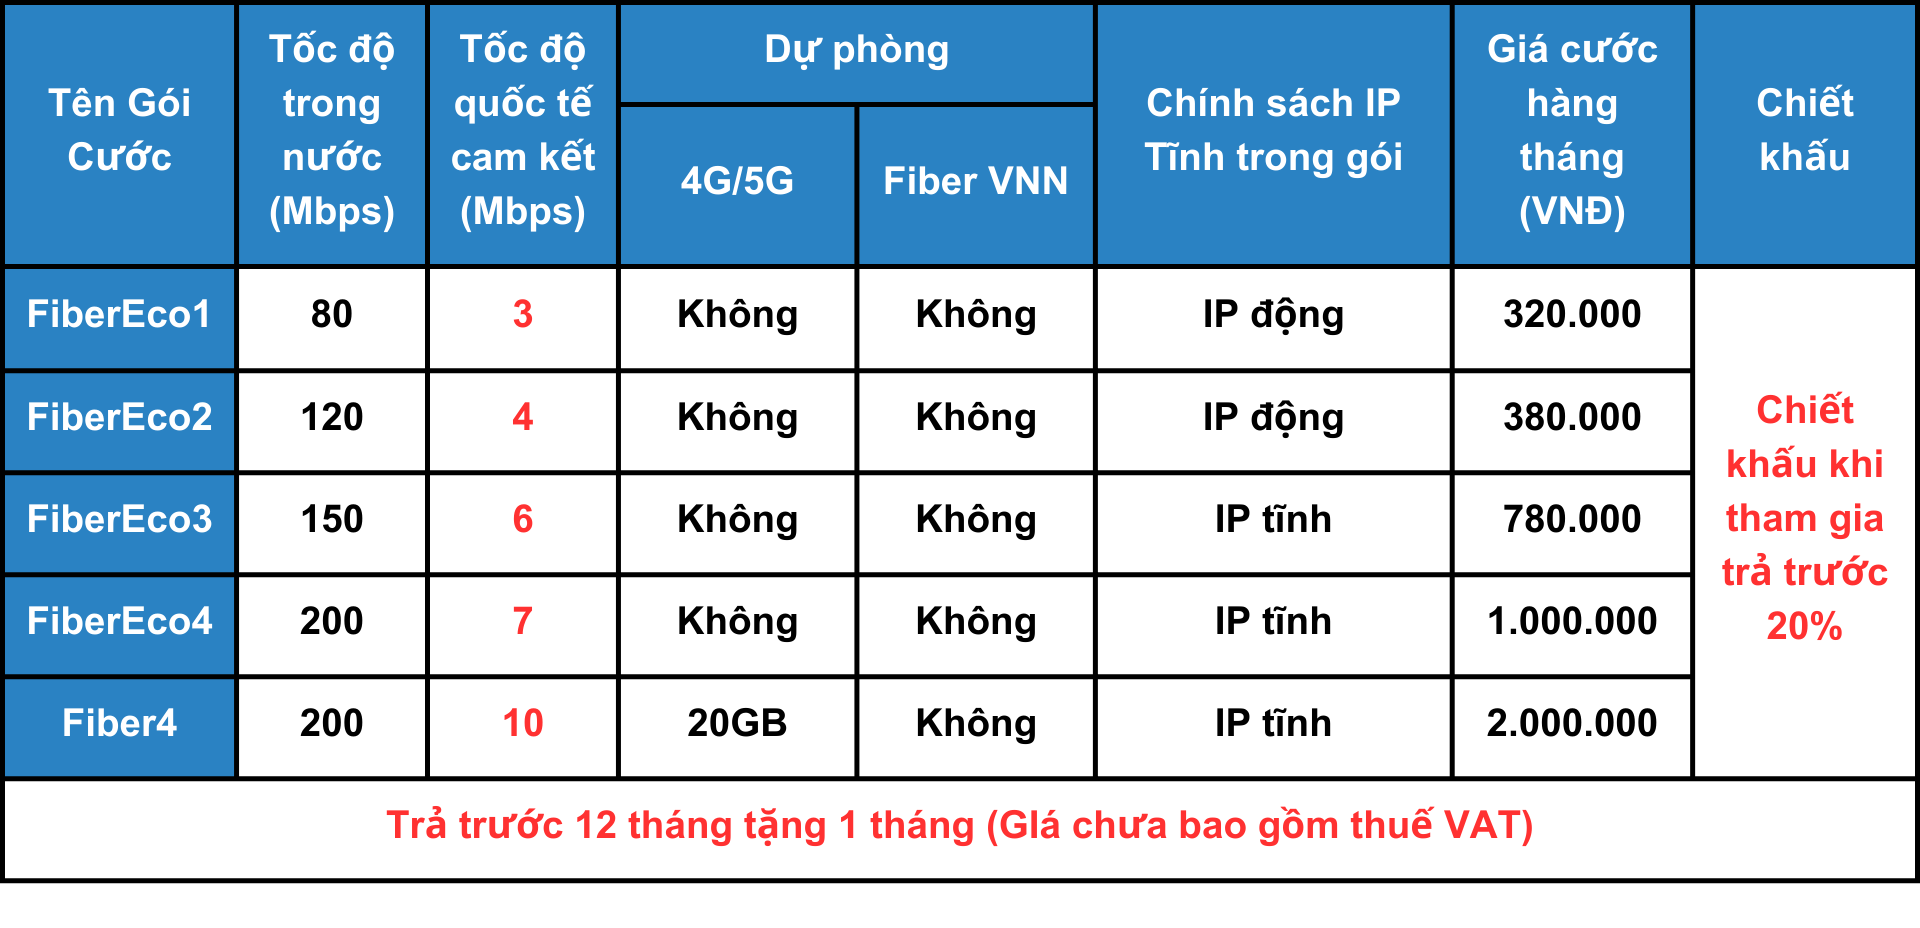 Tên Gói
Cước
Tốc độ
trong
nước
(Mbps)
Tốc độ
quốc tế
cam kết
(Mbps)
Dự phòng
4G/5G
Fiber VNN
Chính sách IP
Tĩnh trong gói
Giá cước
hàng
tháng
(VNĐ)
Chiết
khấu
FiberEco1
80
3
Không
Không
IP động
320.000
FiberEco2
120
4
Không
Không
IP động
380.000
FiberEco3
150
6
Không
Không
IP tĩnh
780.000
FiberEco4
200
7
Không
Không
IP tĩnh
1.000.000
Fiber4
200
10
20GB
Không
IP tĩnh
2.000.000
Chiết
khấu khi
tham gia
trả trước
20%
Trả trước 12 tháng tặng 1 tháng (GIá chưa bao gồm thuế VAT)